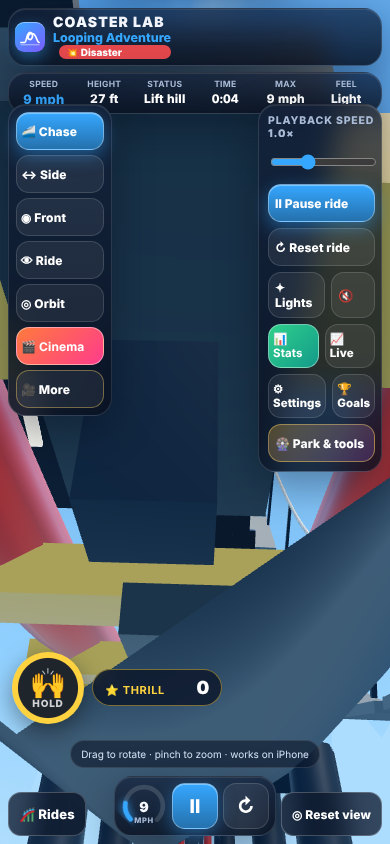 COASTER LAB
Looping Adventure
💥 Disaster
SPEED HEIGHT STATUS TIME MAX FEEL
9 mph 27 ft Lift hill 0:04 9 mph Light
Chase
↔ Side
◉ Front
👁 Ride
◎ Orbit
🎬 Cinema
🎥 More
PLAYBACK SPEED
1.0×
⏸ Pause ride
↻ Reset ride
✦ Lights
🔇
📊 Stats
📈 Live
⚙ Settings
🏆 Goals
🎡 Park & tools
🙌
HOLD
⭐ THRILL 0
Drag to rotate · pinch to zoom · works on iPhone
🎢 Rides
9
MPH
⏸
↻
◎ Reset view